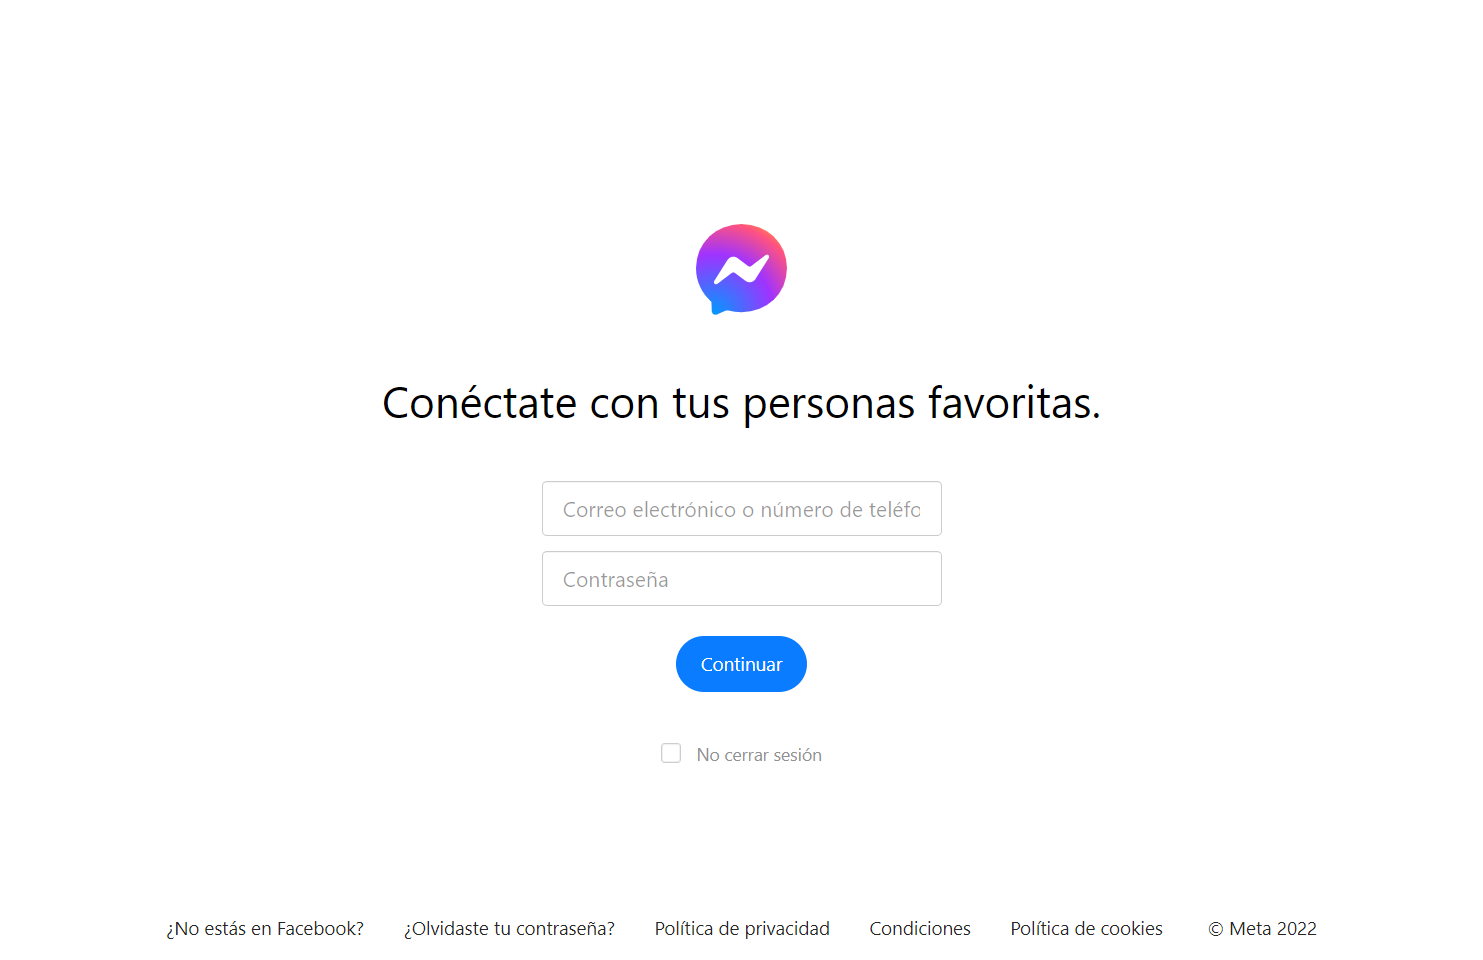 Conéctate con tus personas favoritas.
Correo electrónico o número de teléfo
Contraseña
Continuar
No cerrar sesión
¿No estás en Facebook? ¿Olvidaste tu contraseña? Política de privacidad Condiciones Política de cookies © Meta 2022